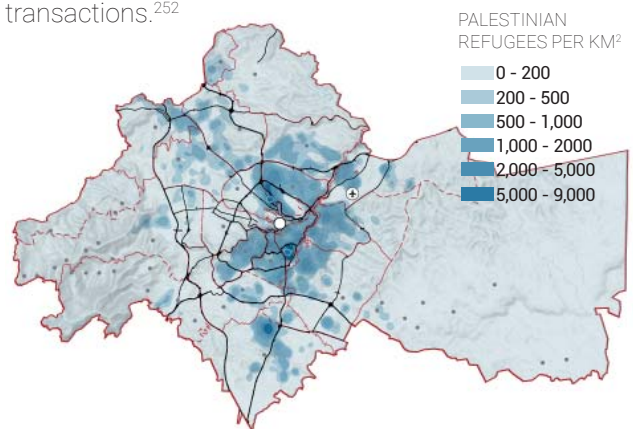 transactions.252
PALESTINIAN
REFUGEES PER KM2
0 - 200
200 - 500
500 - 1,000
1,000 - 2000
2,000 - 5,000
5,000 - 9,000